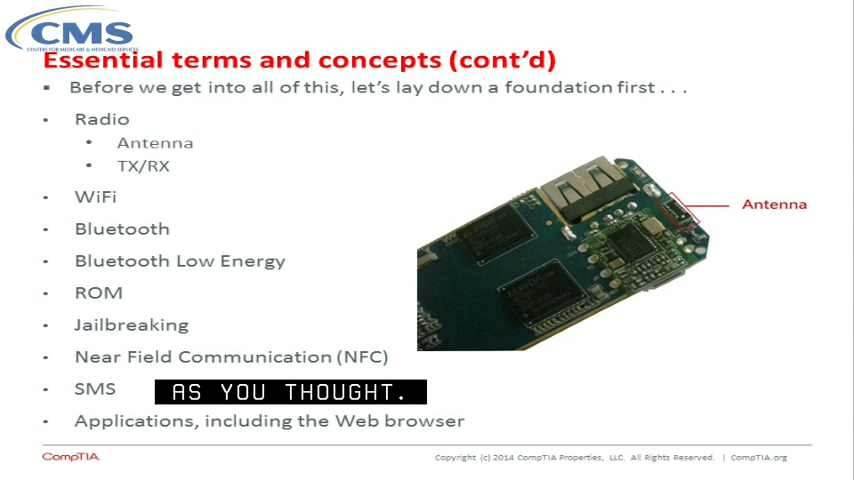 CMS
CENTERS FOR MEDICARE & MEDICAID SERVICES
Essential terms and concepts (cont’d)
▪ Before we get into all of this, let’s lay down a foundation first . . .
• Radio
• Antenna
• TX/RX
• WiFi
• Bluetooth
• Bluetooth Low Energy
• ROM
• Jailbreaking
• Near Field Communication (NFC)
• SMS
AS YOU THOUGHT.
• Applications, including the Web browser
Antenna
CompTIA.
Copyright (c) 2014 CompTIA Properties, LLC. All Rights Reserved. | CompTIA.org